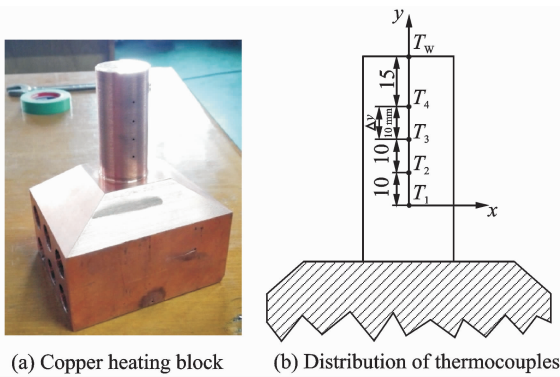 y
T_W
15
T_4
Δy
10 mm
T_3
10
T_2
10
T_1
x
(a) Copper heating block
(b) Distribution of thermocouples